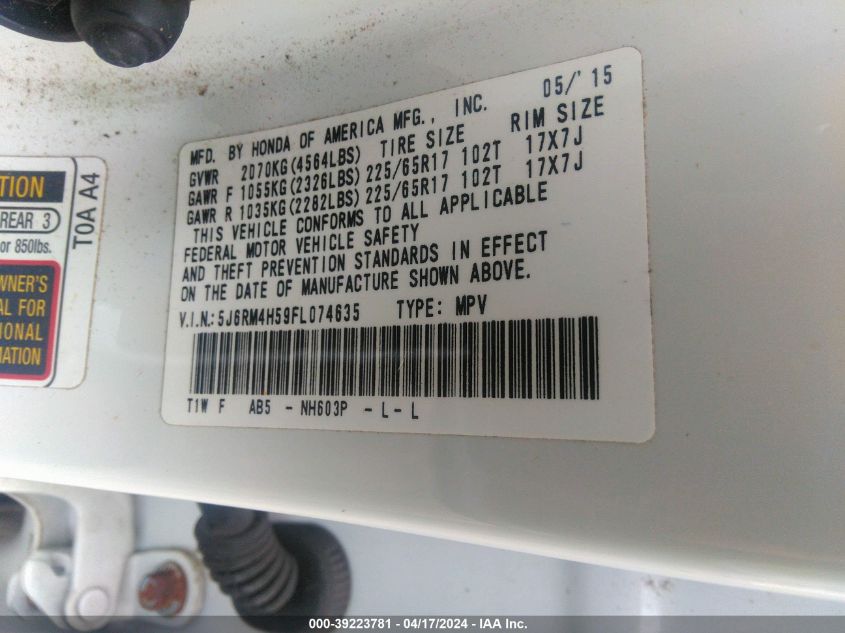 MFD. BY HONDA OF AMERICA MFG., INC. 05/'15
GVWR 2070KG(4564LBS) TIRE SIZE RIM SIZE
GAWR F 1055KG(2326LBS) 225/65R17 102T 17X7J
GAWR R 1035KG(2282LBS) 225/65R17 102T 17X7J
THIS VEHICLE CONFORMS TO ALL APPLICABLE
FEDERAL MOTOR VEHICLE SAFETY
AND THEFT PREVENTION STANDARDS IN EFFECT
ON THE DATE OF MANUFACTURE SHOWN ABOVE.
V.I.N.:5J6RM4H59FL074635 TYPE: MPV
T1W F AB5 - NH603P - L - L
TION
REAR 3
or 850lbs.
WNER'S
AL FOR
IONAL
MATION
T0A A4
000-39223781 - 04/17/2024 - IAA Inc.